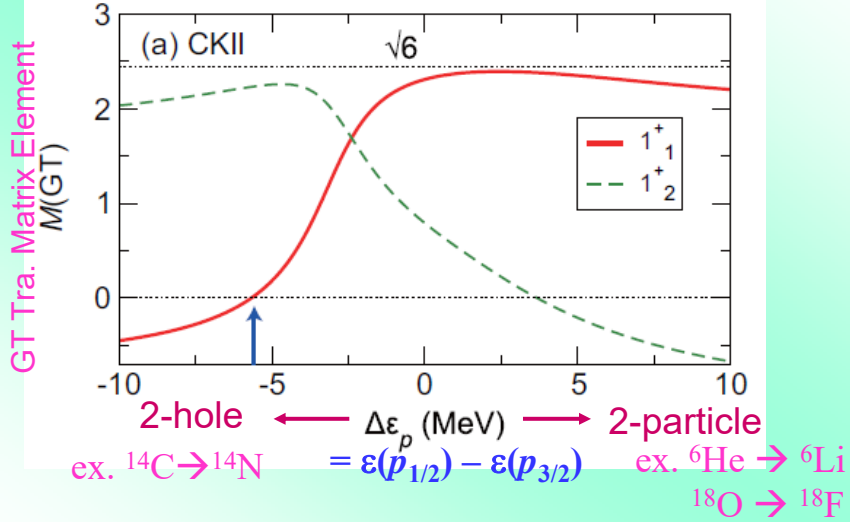 GT Tra. Matrix Element
M(GT)
3
2
1
0
(a) CKII
√6
1⁺₁
1⁺₂
-10
-5
0
5
10
2-hole
Δεₚ (MeV)
2-particle
ex. ¹⁴C→¹⁴N
= ε(p₁/₂) – ε(p₃/₂)
ex. ⁶He → ⁶Li
¹⁸O → ¹⁸F